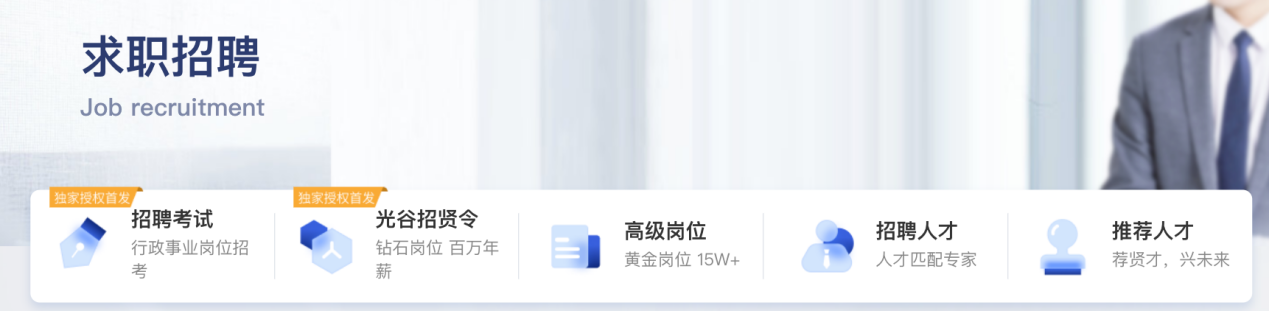 求职招聘
Job recruitment
独家授权首发
招聘考试
行政事业岗位招
考
独家授权首发
光谷招贤令
钻石岗位 百万年
薪
高级岗位
黄金岗位 15W+
招聘人才
人才匹配专家
推荐人才
荐贤才，兴未来